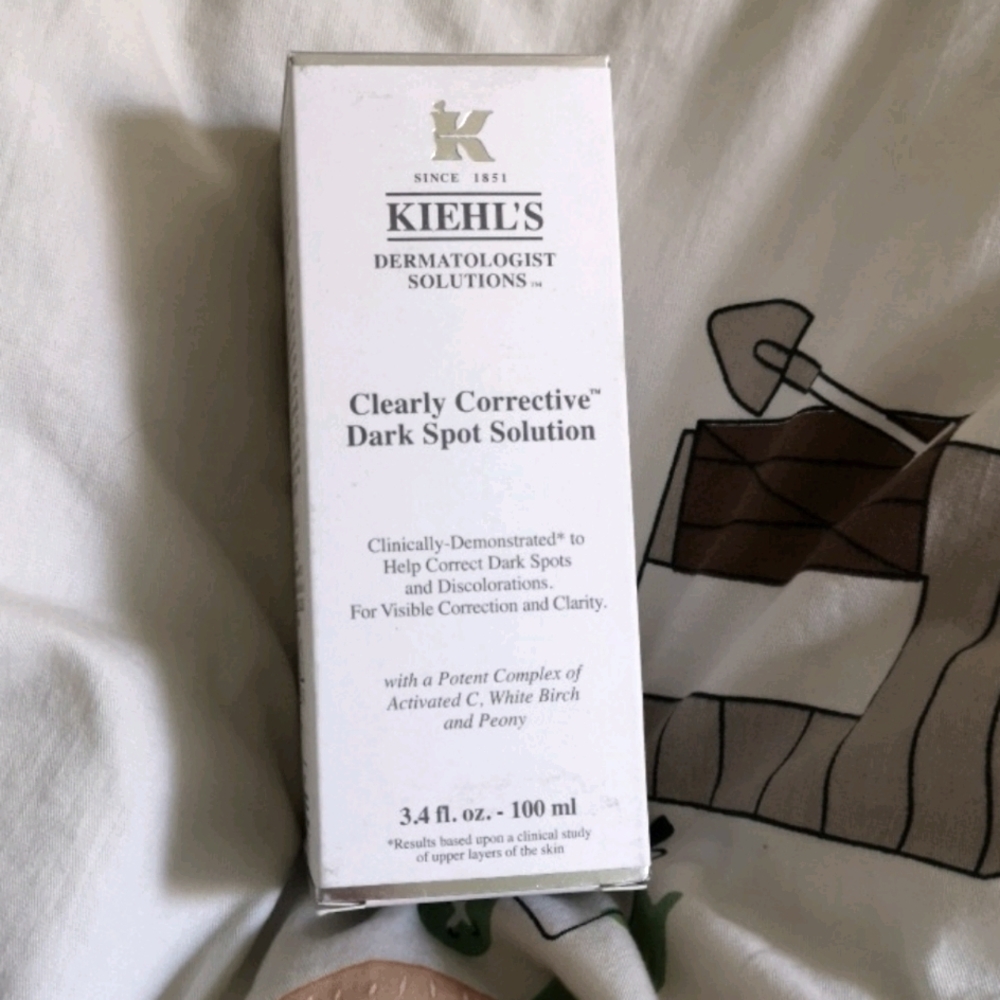 K
SINCE 1851
KIEHL'S
DERMATOLOGIST
SOLUTIONS™
Clearly Corrective™
Dark Spot Solution
Clinically-Demonstrated* to
Help Correct Dark Spots
and Discolorations.
For Visible Correction and Clarity.
with a Potent Complex of
Activated C, White Birch
and Peony
3.4 fl. oz. - 100 ml
*Results based upon a clinical study
of upper layers of the skin